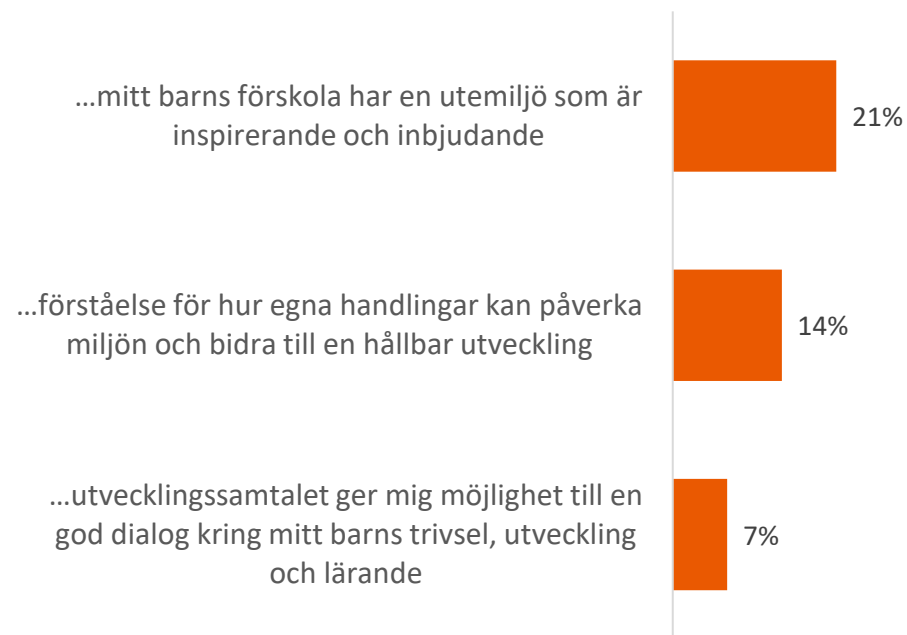 …mitt barns förskola har en utemiljö som är
inspirerande och inbjudande
21%
…förståelse för hur egna handlingar kan påverka
miljön och bidra till en hållbar utveckling
14%
…utvecklingssamtalet ger mig möjlighet till en
god dialog kring mitt barns trivsel, utveckling
och lärande
7%